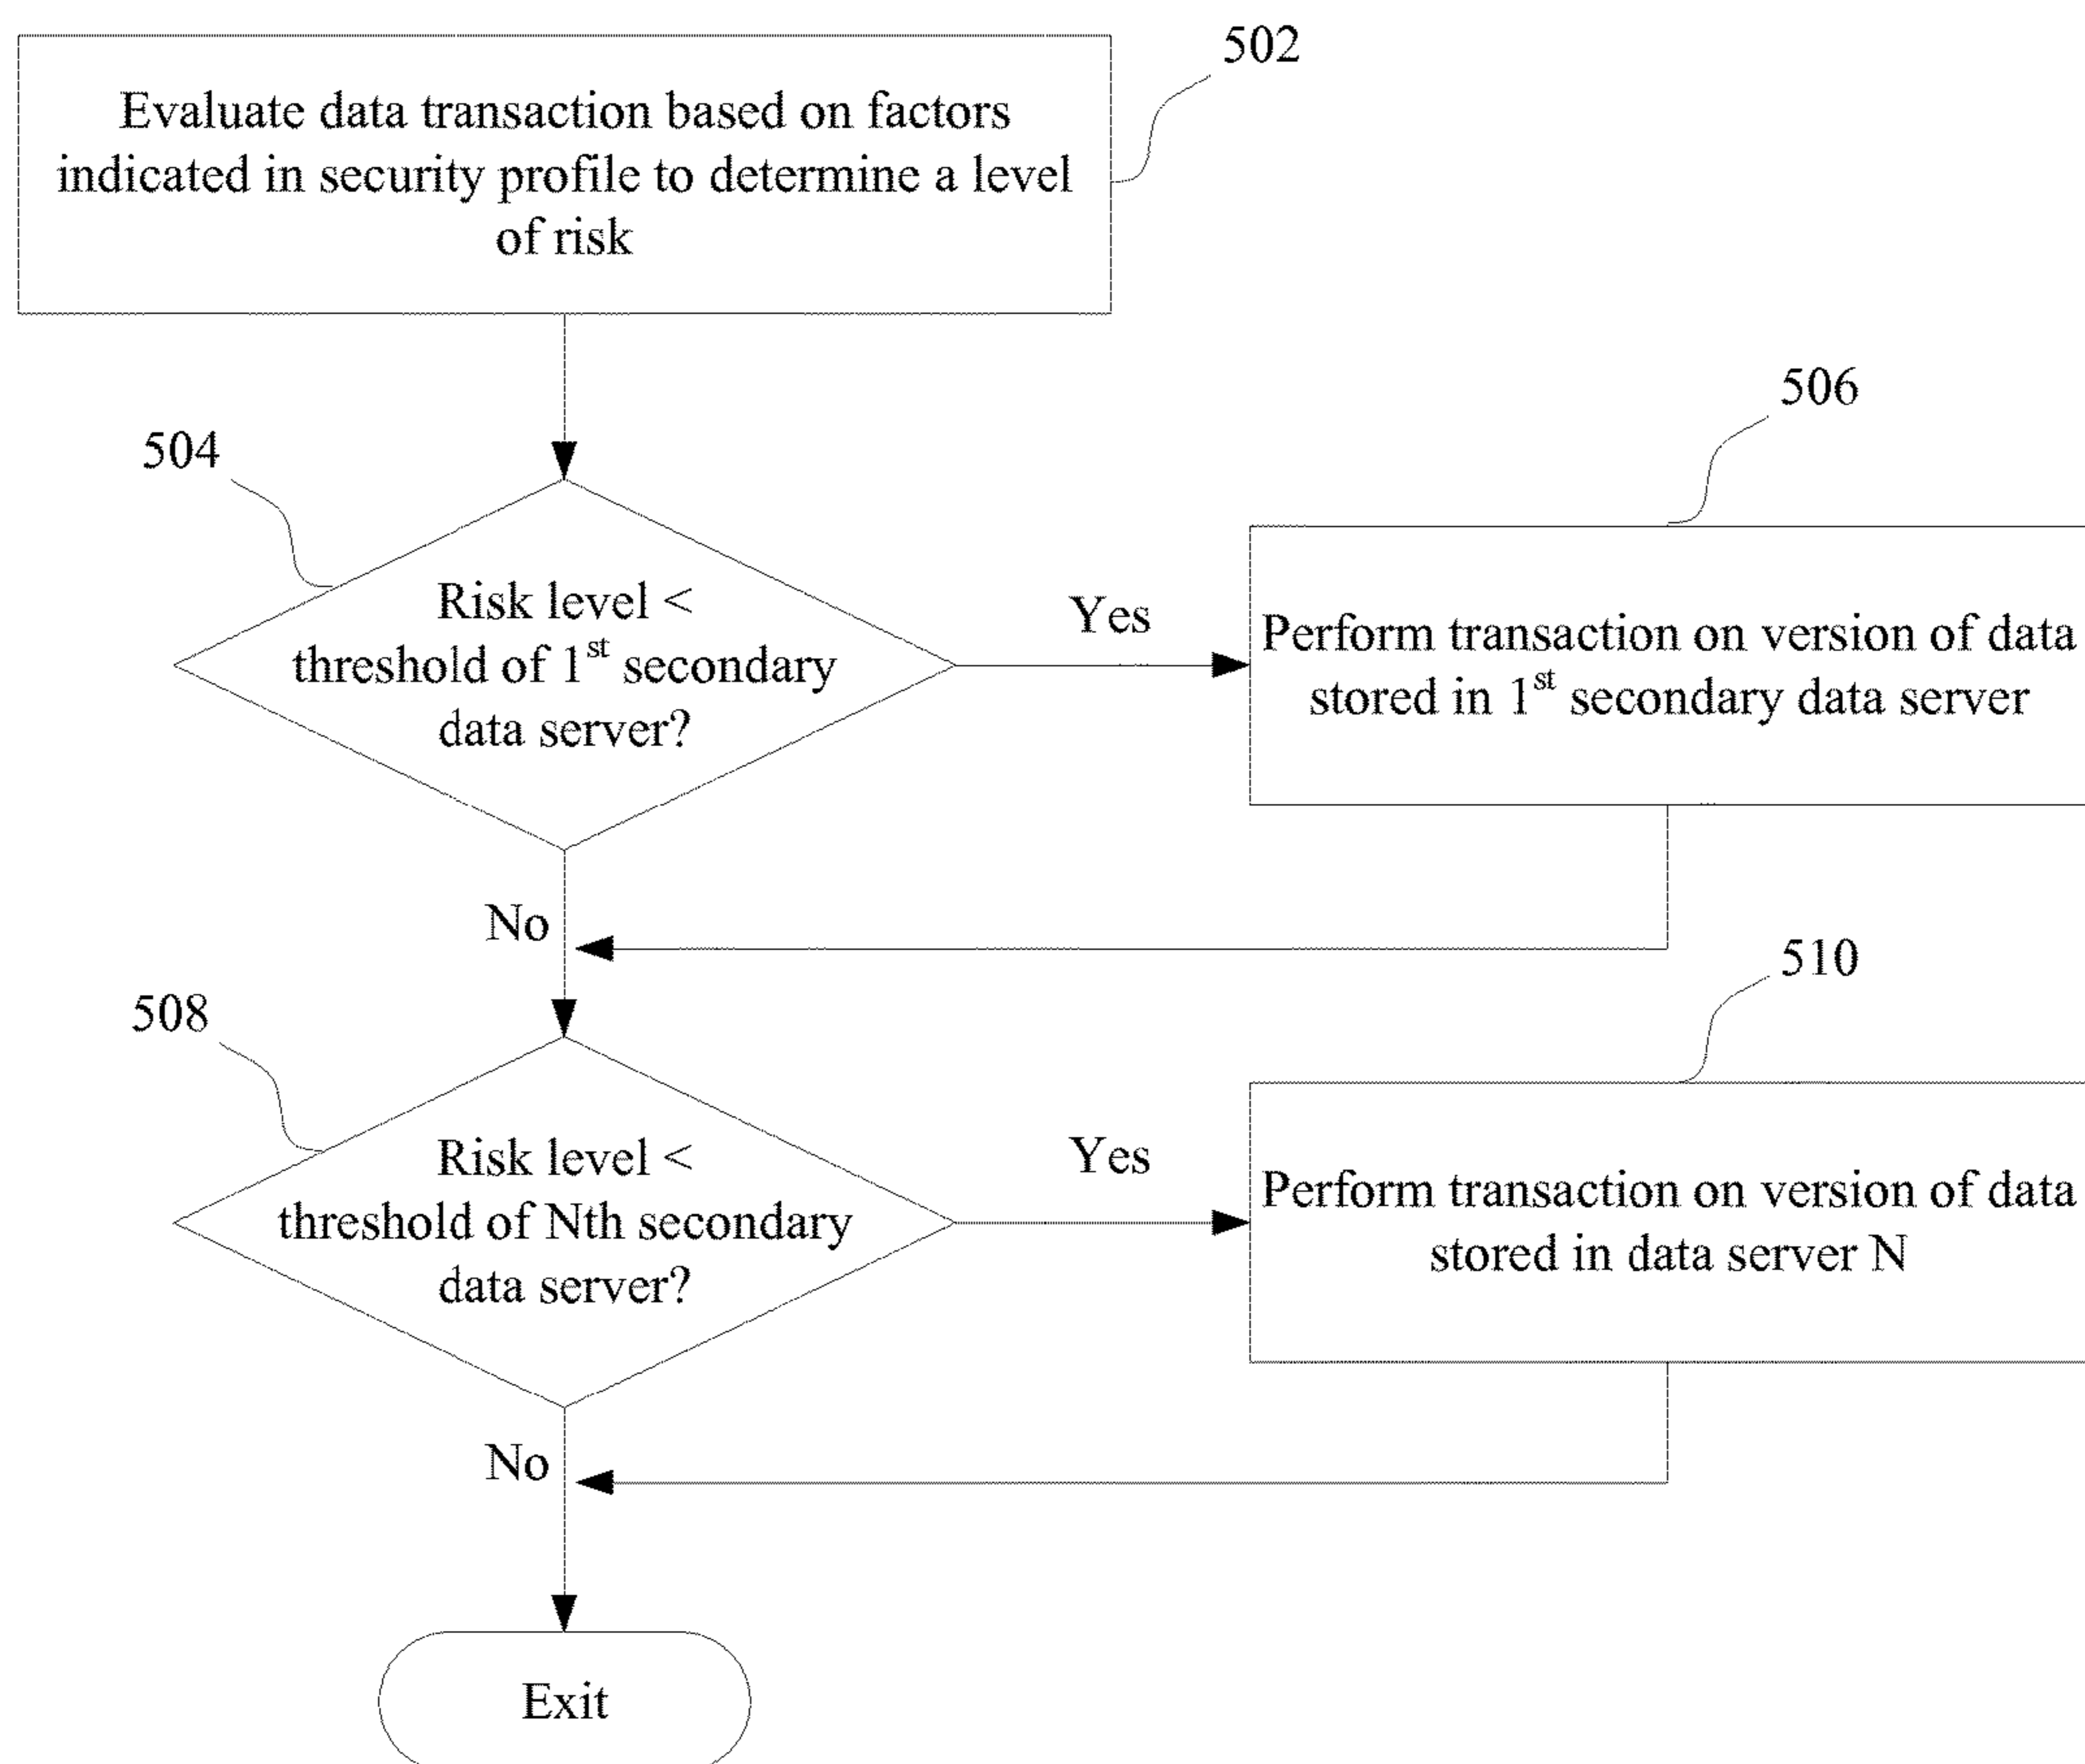 502
Evaluate data transaction based on factors
indicated in security profile to determine a level
of risk
506
504
Risk level <
threshold of 1st secondary
data server?
Yes
Perform transaction on version of data
stored in 1st secondary data server
No
510
508
Risk level <
threshold of Nth secondary
data server?
Yes
Perform transaction on version of data
stored in data server N
No
Exit